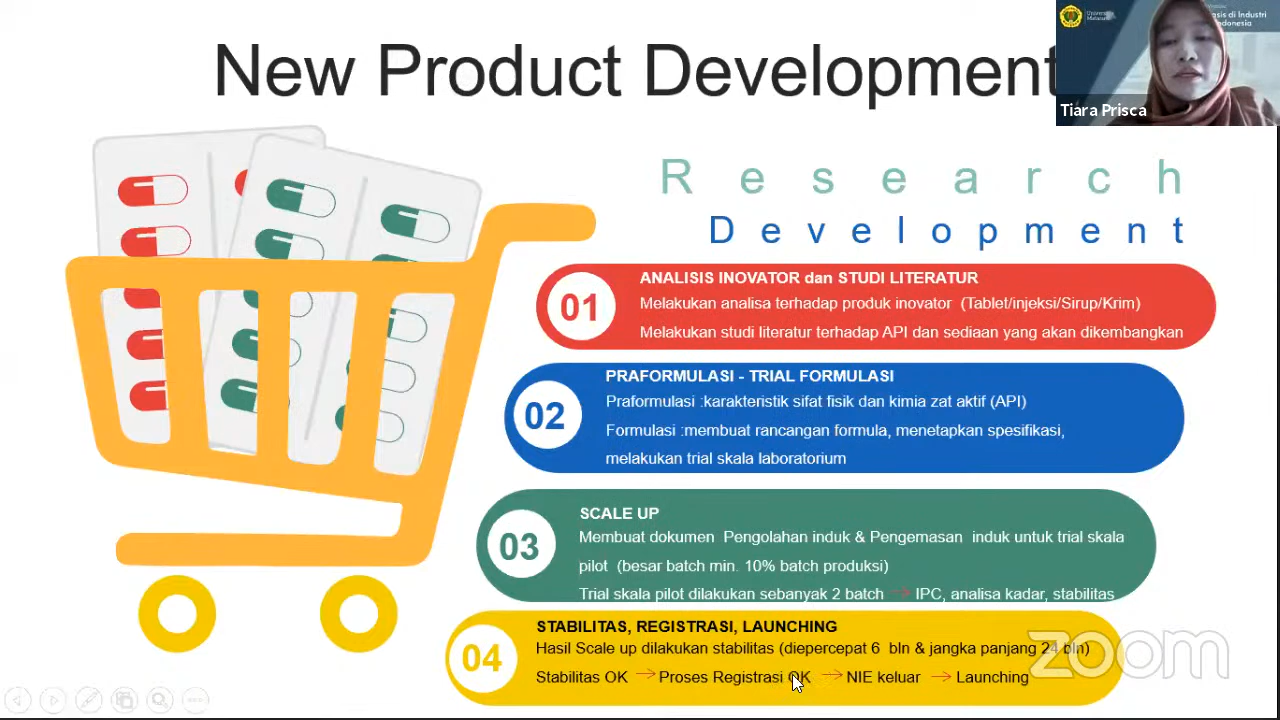 New Product Development
Tiara Prisca
Research
Development
01
ANALISIS INOVATOR dan STUDI LITERATUR
Melakukan analisa terhadap produk inovator (Tablet/injeksi/Sirup/Krim)
Melakukan studi literatur terhadap API dan sediaan yang akan dikembangkan
02
PRAFORMULASI - TRIAL FORMULASI
Praformulasi :karakteristik sifat fisik dan kimia zat aktif (API)
Formulasi :membuat rancangan formula, menetapkan spesifikasi,
melakukan trial skala laboratorium
03
SCALE UP
Membuat dokumen Pengolahan induk & Pengemasan induk untuk trial skala
pilot (besar batch min. 10% batch produksi)
Trial skala pilot dilakukan sebanyak 2 batch → IPC, analisa kadar, stabilitas
04
STABILITAS, REGISTRASI, LAUNCHING
Hasil Scale up dilakukan stabilitas (diepercepat 6 bln & jangka panjang 24 bln)
Stabilitas OK → Proses Registrasi OK → NIE keluar → Launching
zoom